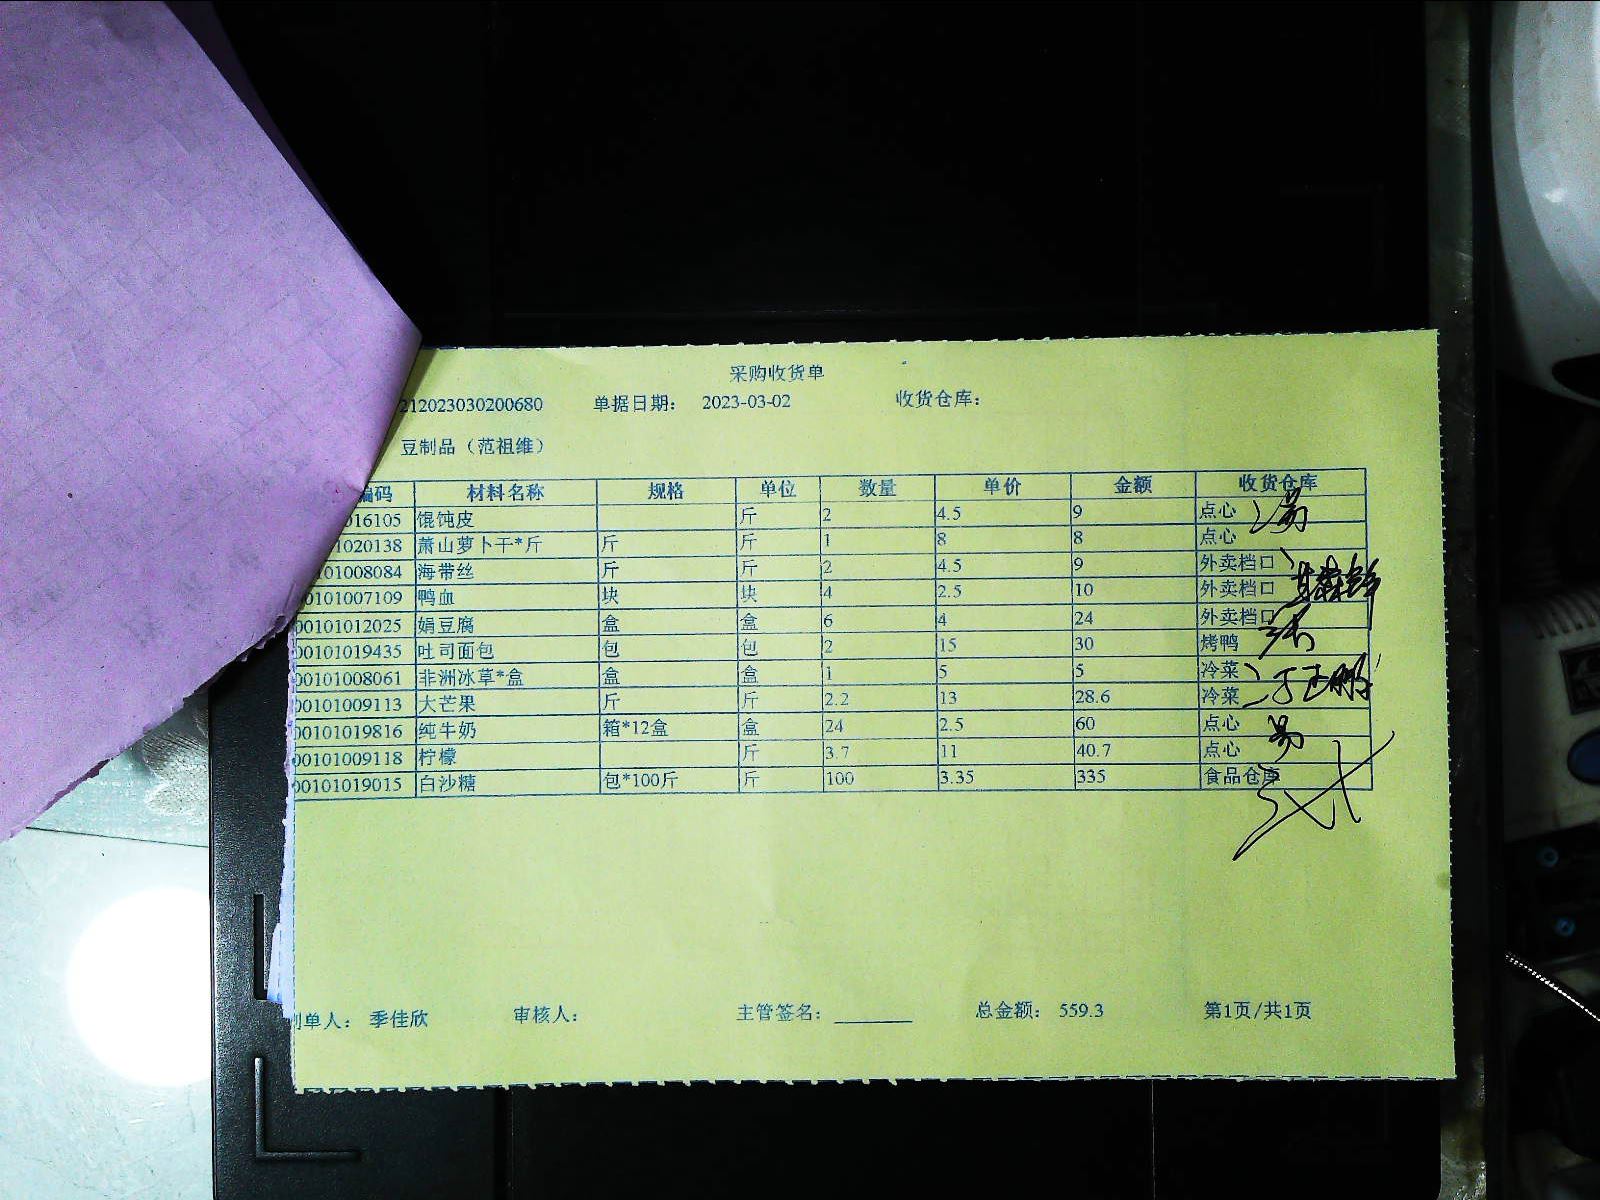 采购收货单
212023030200680 单据日期： 2023-03-02 收货仓库：
豆制品（范祖维）
编码 材料名称 规格 单位 数量 单价 金额 收货仓库
016105 馄饨皮 斤 2 4.5 9 点心
1020138 萧山萝卜干*斤 斤 斤 1 8 8 点心
0101008084 海带丝 斤 斤 2 4.5 9 外卖档口
00101007109 鸭血 块 块 4 2.5 10 外卖档口
00101012025 娟豆腐 盒 盒 6 4 24 外卖档口
00101019435 吐司面包 包 包 2 15 30 烤鸭
00101008061 非洲冰草*盒 盒 盒 1 5 5 冷菜
00101009113 大芒果 斤 斤 2.2 13 28.6 冷菜
00101019816 纯牛奶 箱*12盒 盒 24 2.5 60 点心
00101009118 柠檬 斤 3.7 11 40.7 点心
00101019015 白沙糖 包*100斤 斤 100 3.35 335 食品仓库
制单人： 季佳欣 审核人： 主管签名： 总金额： 559.3 第1页/共1页